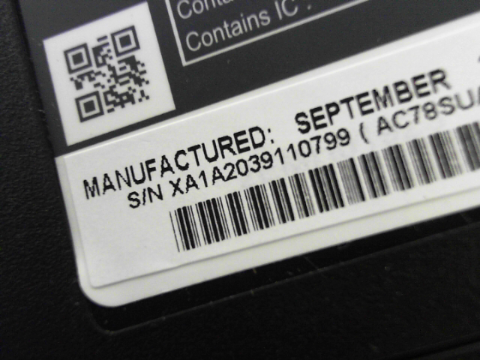 Contains IC :
MANUFACTURED: SEPTEMBER
S/N XA1A2039110799 ( AC78SU/